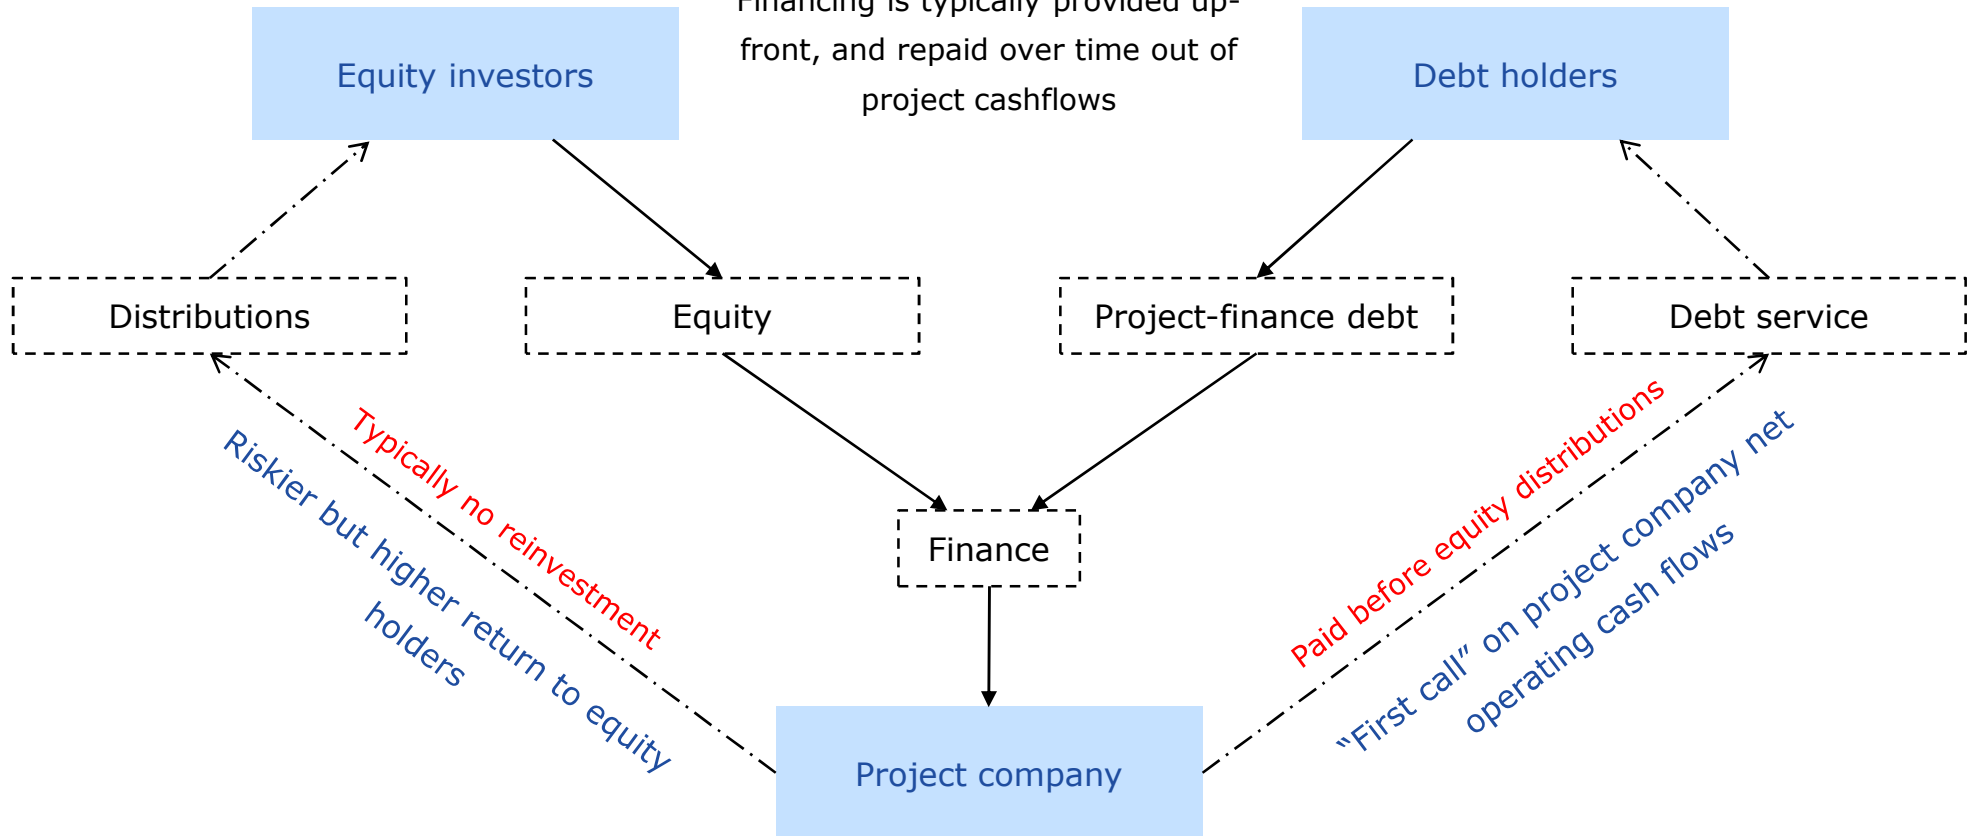 Financing is typically provided up-
front, and repaid over time out of
project cashflows
Equity investors
Debt holders
Distributions
Equity
Project-finance debt
Debt service
Typically no reinvestment
Riskier but higher return to equity
holders
Finance
Paid before equity distributions
“First call” on project company net
operating cash flows
Project company